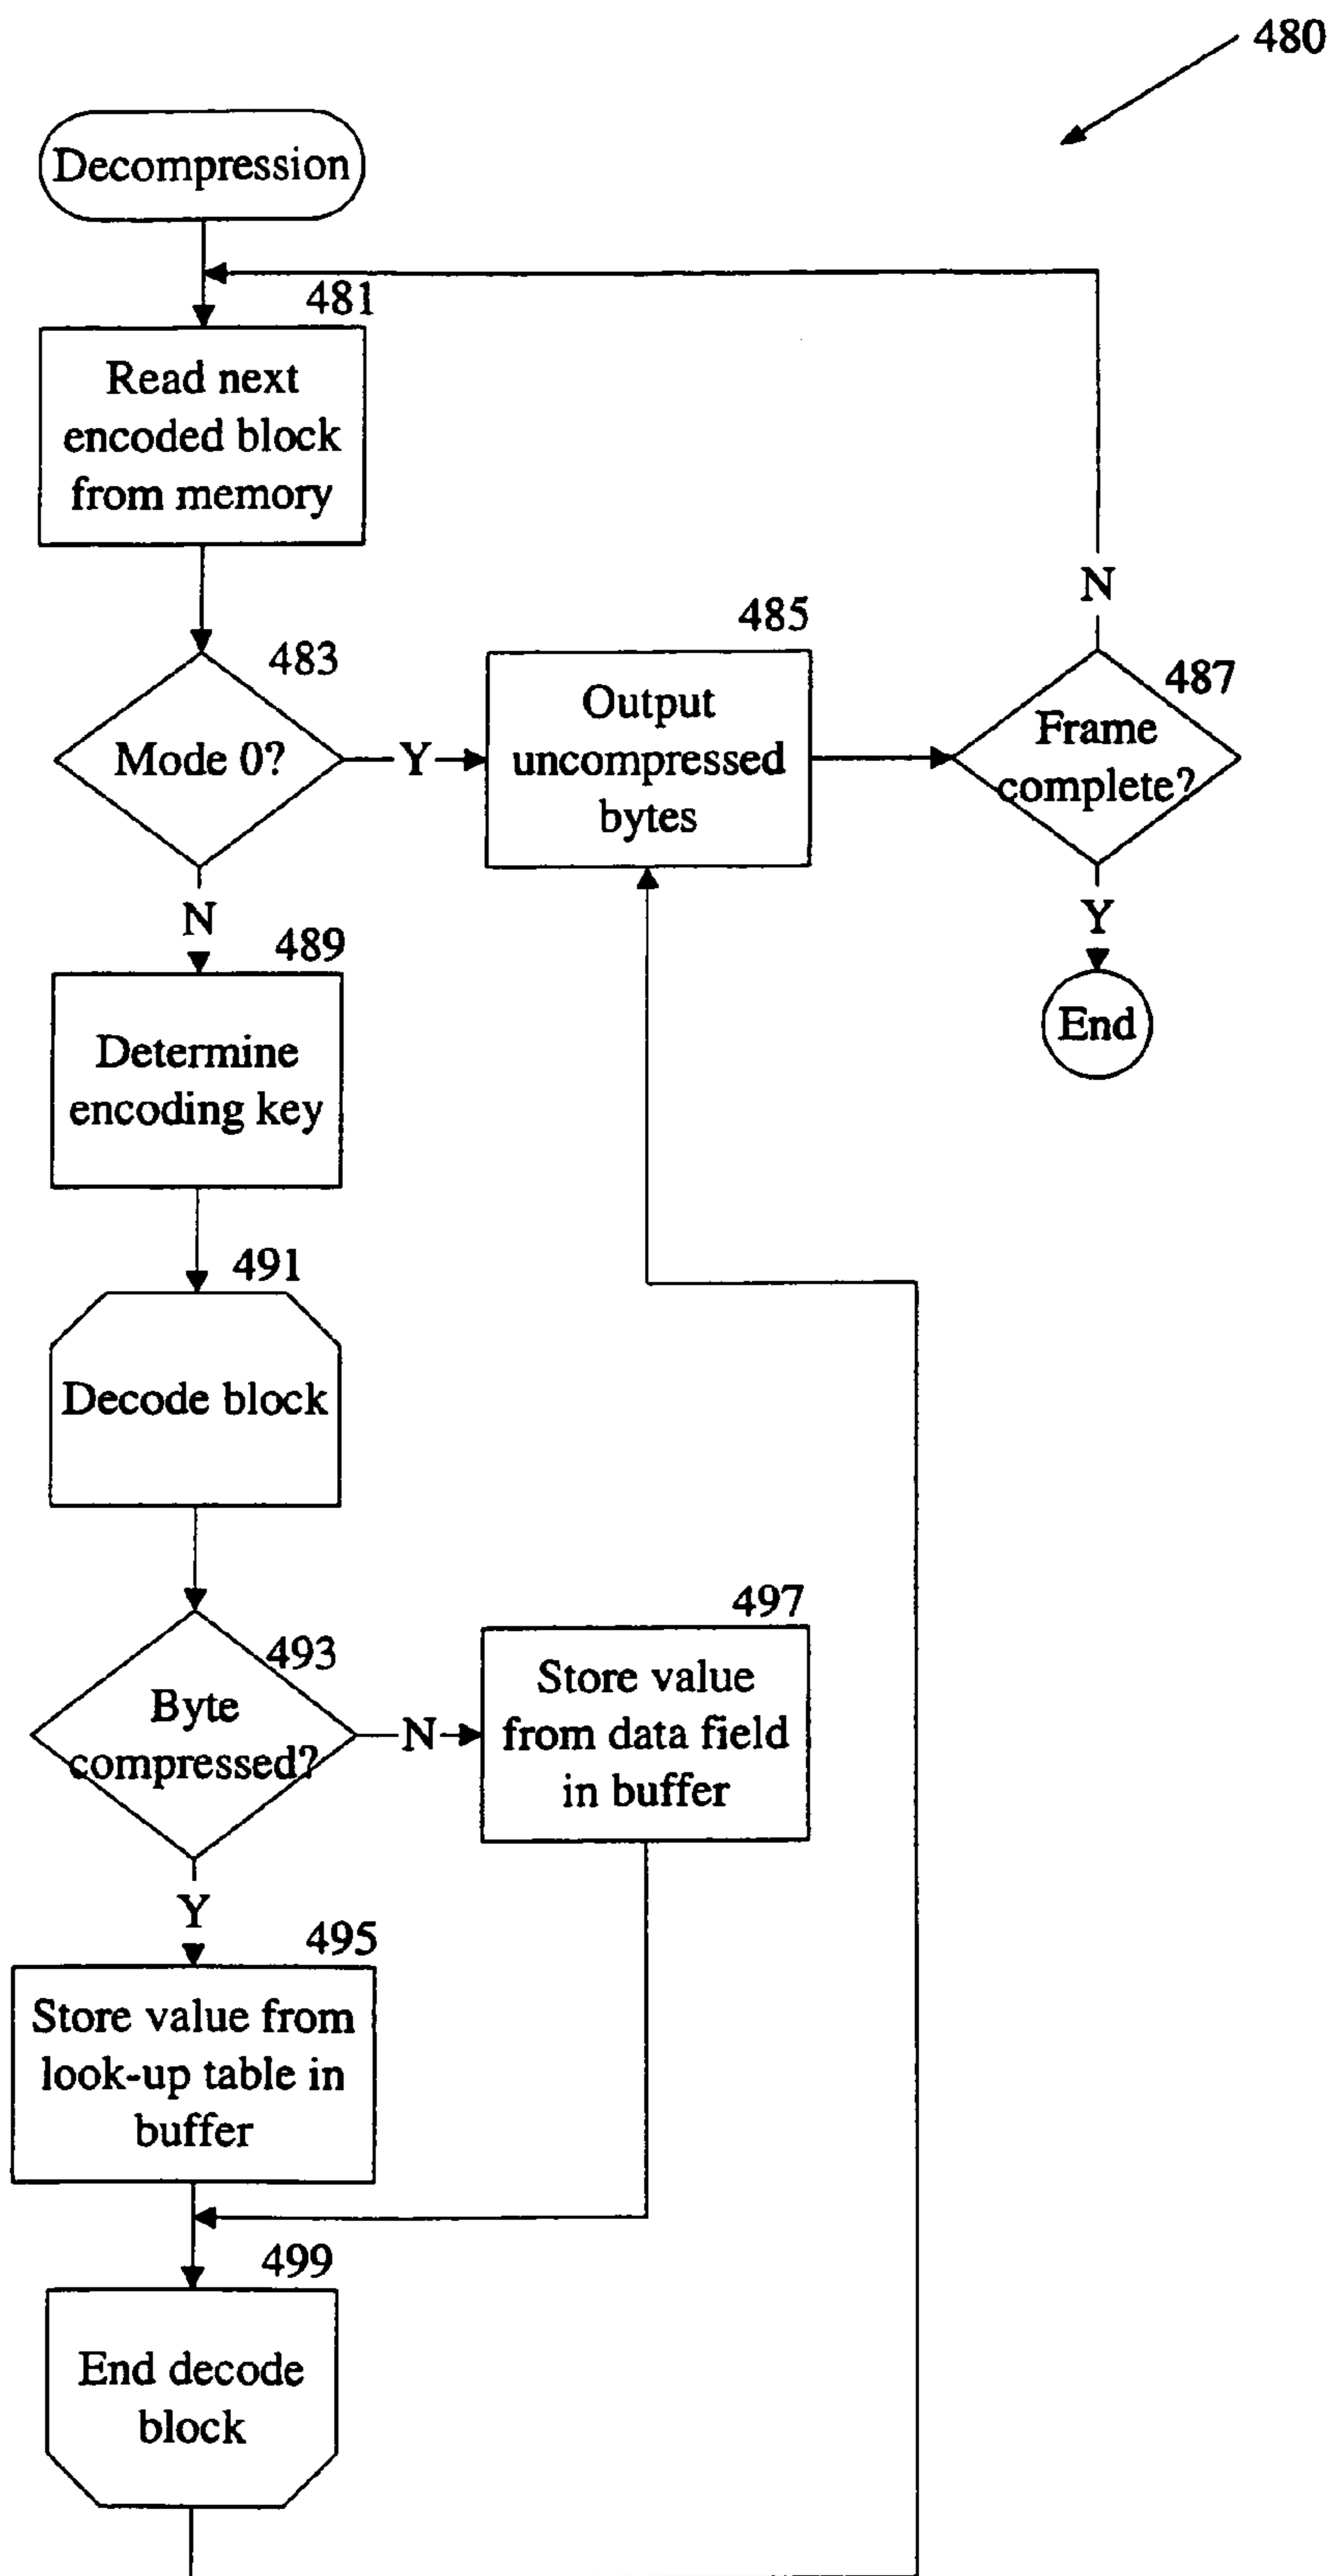 480
Decompression
481
Read next
encoded block
from memory
483
Mode 0?
Y
485
Output
uncompressed
bytes
487
Frame
complete?
N
Y
End
N
489
Determine
encoding key
491
Decode block
493
Byte
compressed?
N
497
Store value
from data field
in buffer
Y
495
Store value from
look-up table in
buffer
499
End decode
block